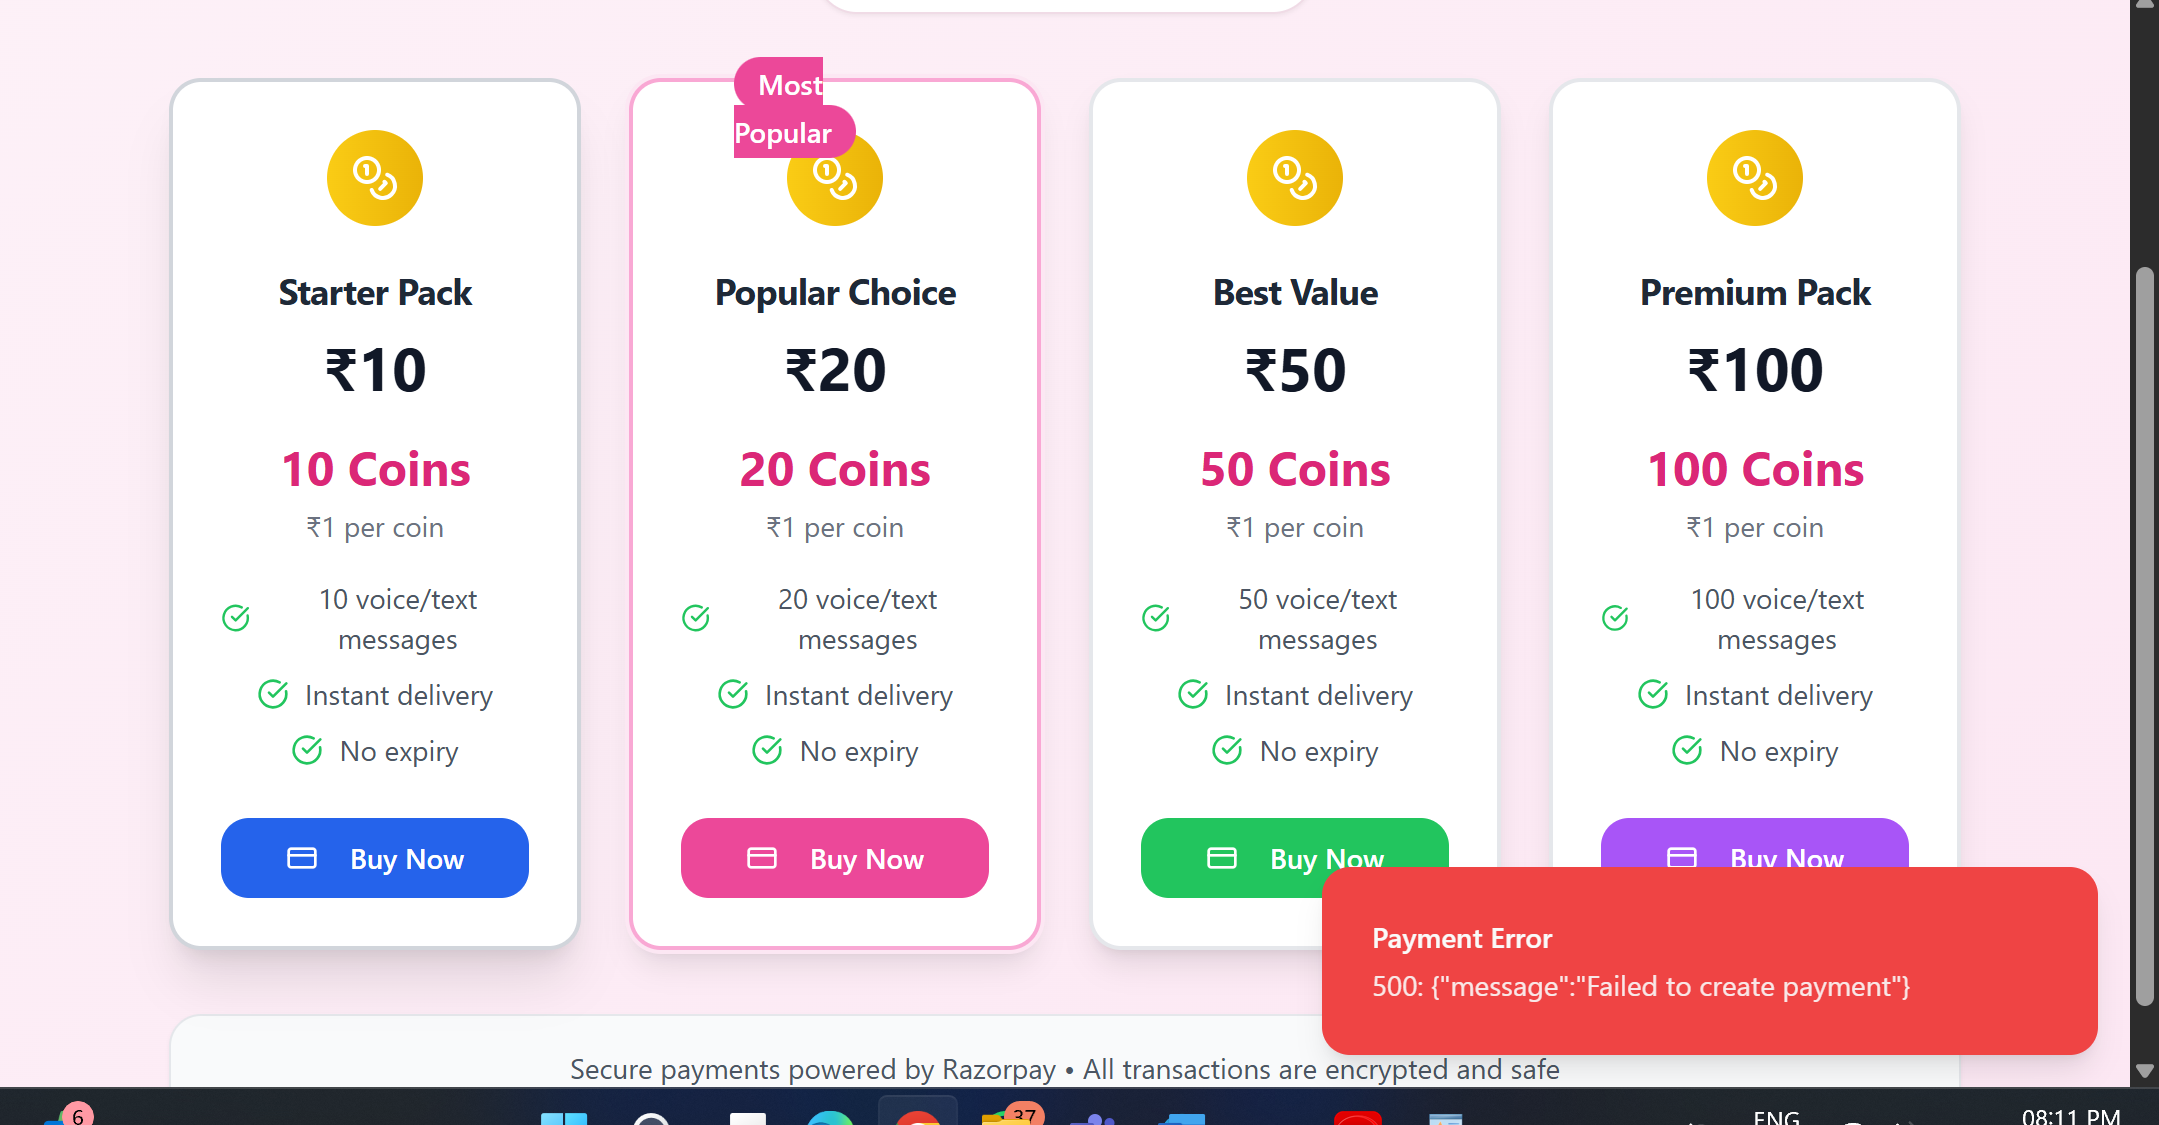 Most
Popular
Starter Pack
₹10
10 Coins
₹1 per coin
10 voice/text
messages
Instant delivery
No expiry
Buy Now
Popular Choice
₹20
20 Coins
₹1 per coin
20 voice/text
messages
Instant delivery
No expiry
Buy Now
Best Value
₹50
50 Coins
₹1 per coin
50 voice/text
messages
Instant delivery
No expiry
Buy Now
Premium Pack
₹100
100 Coins
₹1 per coin
100 voice/text
messages
Instant delivery
No expiry
Buy Now
Payment Error
500: {"message":"Failed to create payment"}
Secure payments powered by Razorpay • All transactions are encrypted and safe
6
37
ENG
08:11 PM